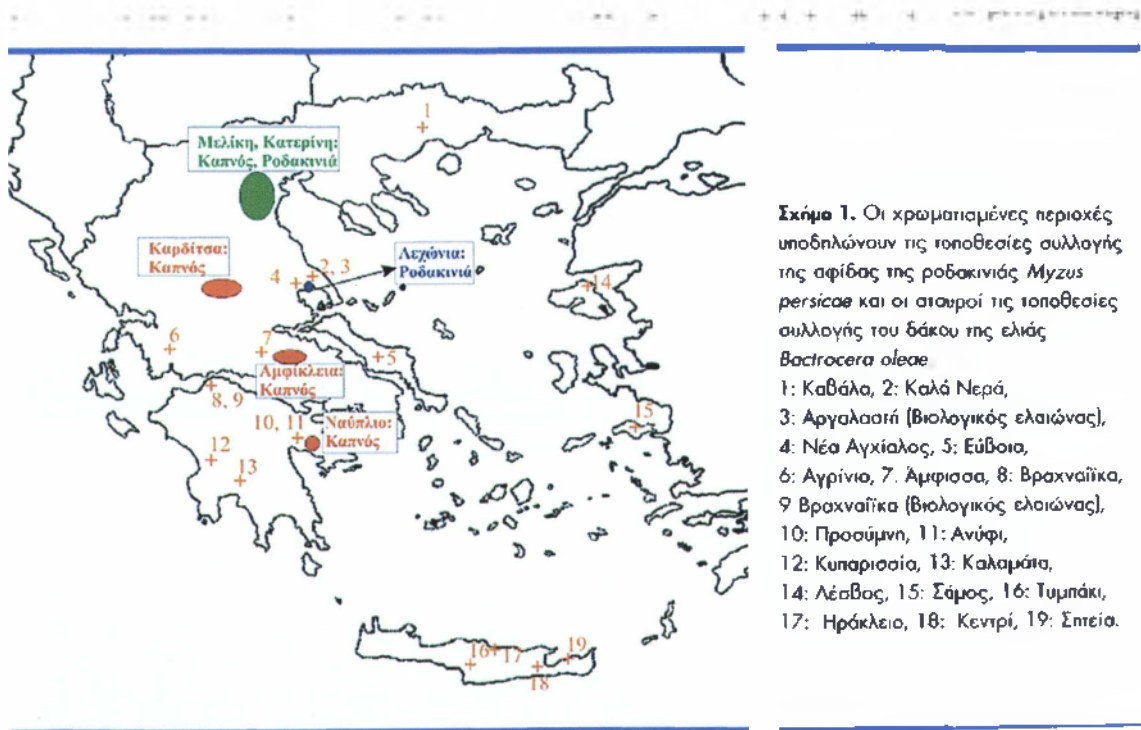 1
Μελίκη, Κατερίνη:
Καπνός, Ροδακινιά
Καρδίτσα:
Καπνός
2, 3
4
Λεχώνια:
Ροδακινιά
14
6
7
5
Αμφίκλεια:
Καπνός
8, 9
10, 11
Ναύπλιο:
Καπνός
15
12
13
16
17
19
18
Σχήμα 1. Οι χρωματισμένες περιοχές
υποδηλώνουν τις τοποθεσίες συλλογής
της αφίδας της ροδακινιάς Myzus
persicae και οι σταυροί τις τοποθεσίες
συλλογής του δάκου της ελιάς
Bactrocera oleae
1: Καβάλα, 2: Καλά Νερά,
3: Αργαλαστή (Βιολογικός ελαιώνας),
4: Νέα Αγχίαλος, 5: Εύβοια,
6: Αγρίνιο, 7. Άμφισσα, 8: Βραχναίϊκα,
9 Βραχναίϊκα (Βιολογικός ελαιώνας),
10: Προσύμνη, 11: Ανύφι,
12: Κυπαρισσία, 13: Καλαμάτα,
14: Λέσβος, 15: Σάμος, 16: Τυμπάκι,
17: Ηράκλειο, 18: Κεντρί, 19: Σητεία.